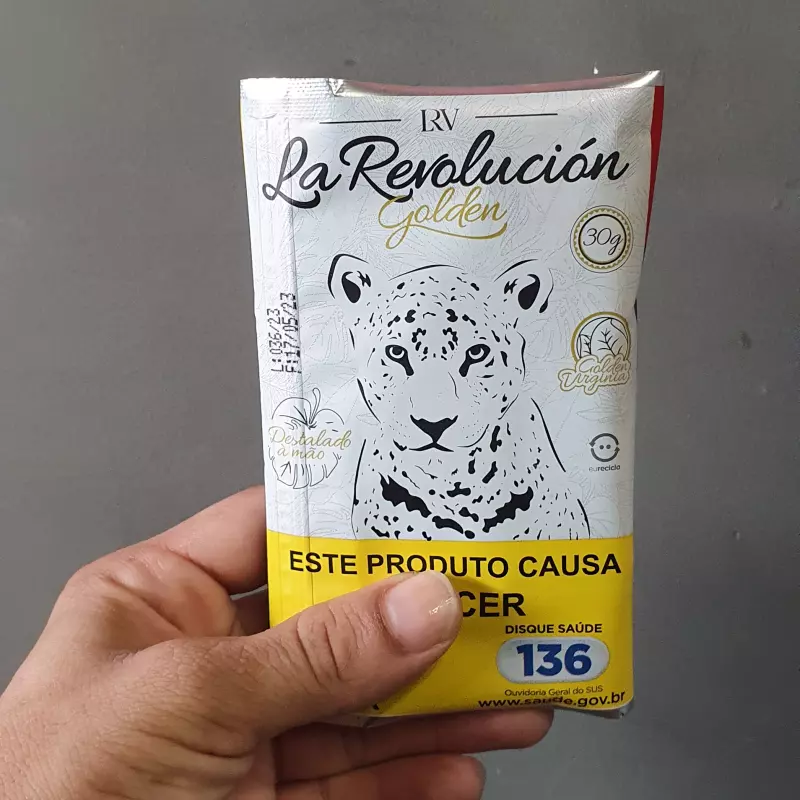 LRV
La Revolución
Golden
30g
L:036/23
F:17/05/23
Golden
Virginia
Destalado
à mão
eureciclo
ESTE PRODUTO CAUSA
CER
DISQUE SAÚDE
136
Ouvidoria Geral do SUS
www.saude.gov.br